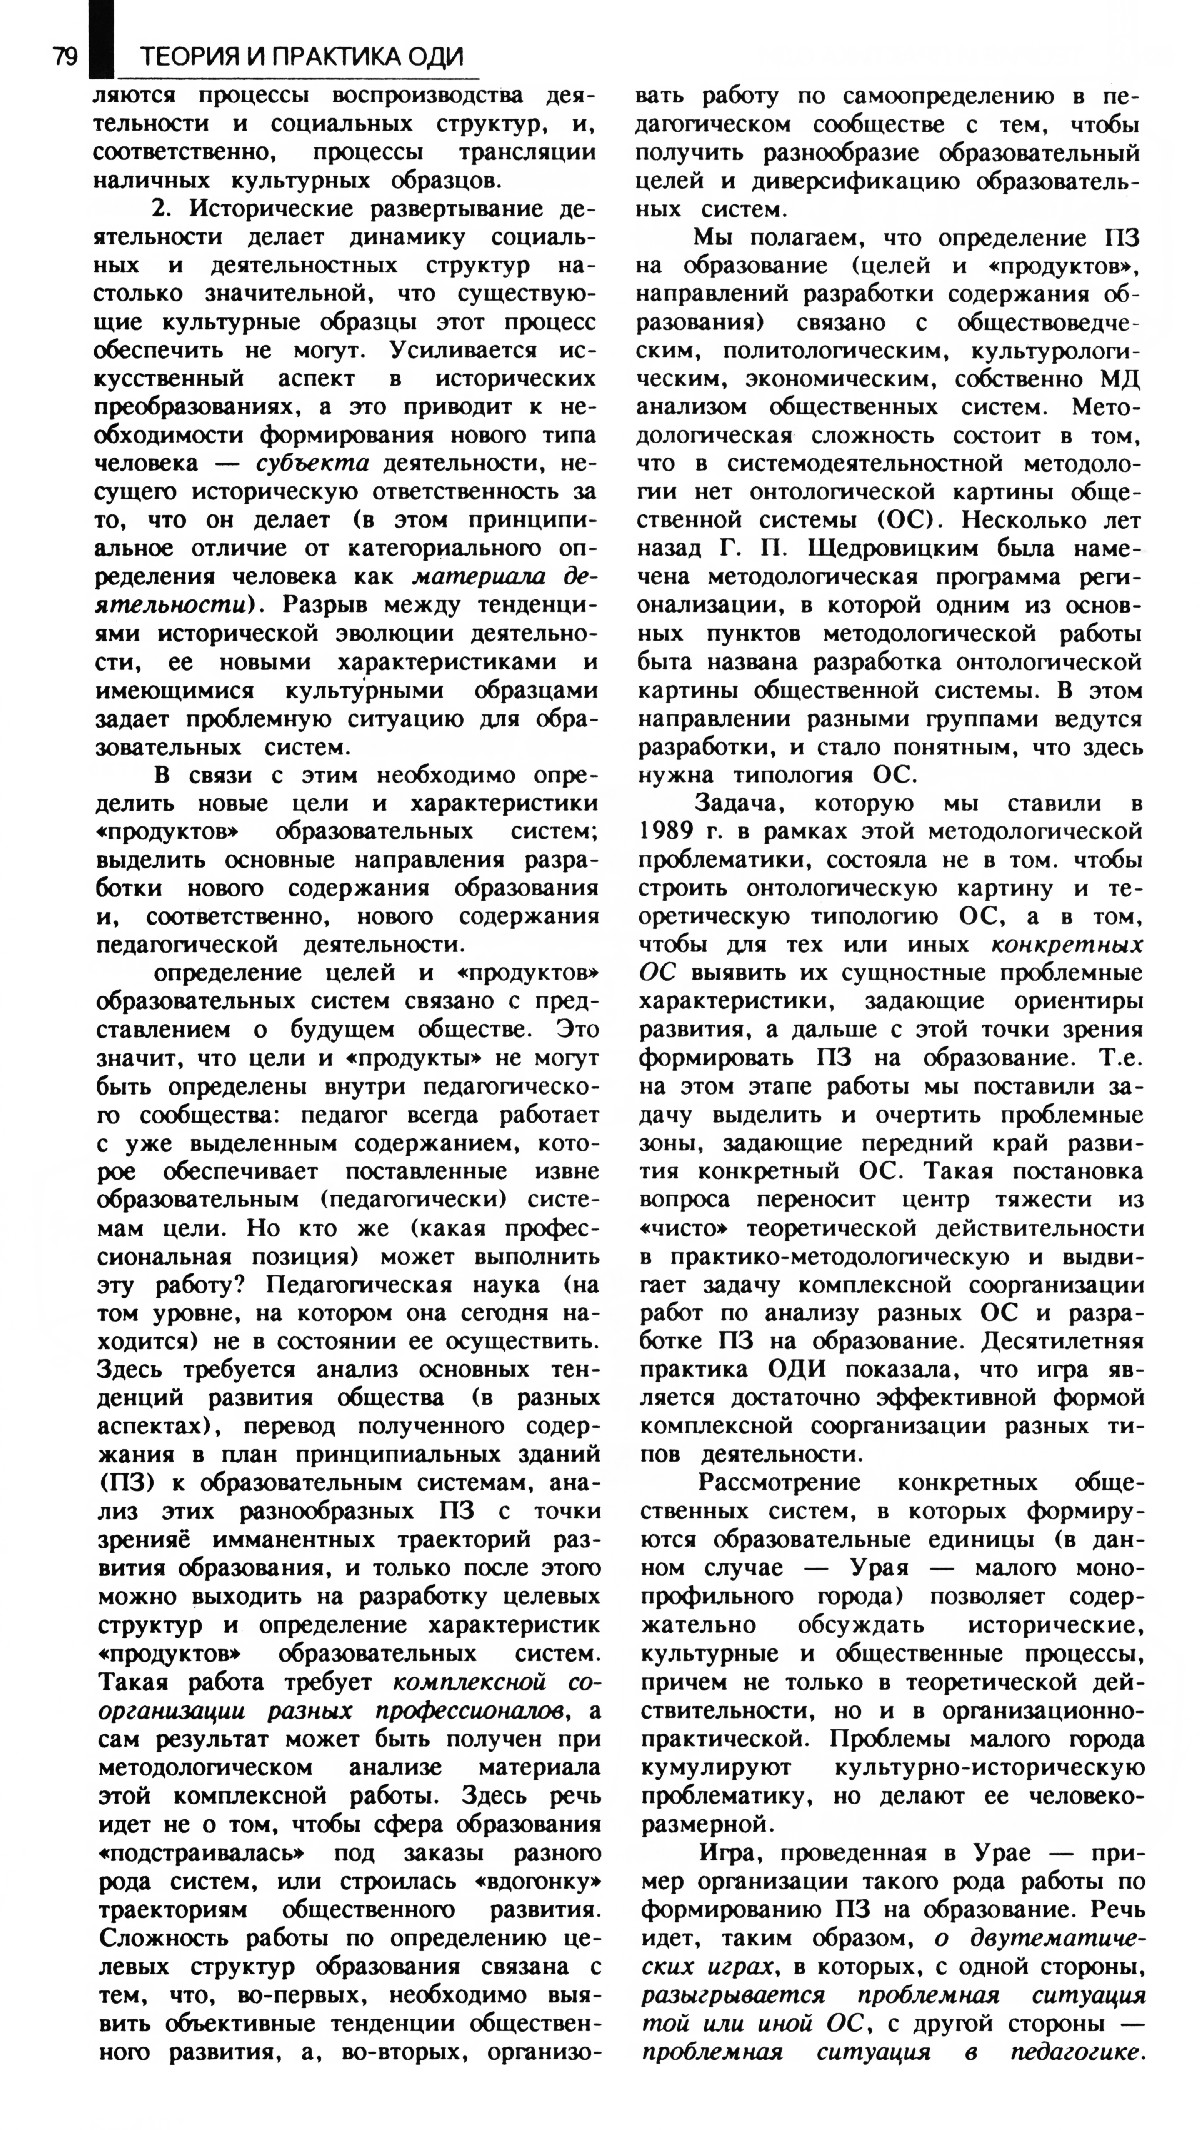 79
ТЕОРИЯ И ПРАКТИКА ОДИ
ляются процессы воспроизводства дея-
тельности и социальных структур, и,
соответственно, процессы трансляции
наличных культурных образцов.
2. Исторические развертывание де-
ятельности делает динамику социаль-
ных и деятельностных структур на-
столько значительной, что существую-
щие культурные образцы этот процесс
обеспечить не могут. Усиливается ис-
кусственный аспект в исторических
преобразованиях, а это приводит к не-
обходимости формирования нового типа
человека — субъекта деятельности, не-
сущего историческую ответственность за
то, что он делает (в этом принципи-
альное отличие от категориального оп-
ределения человека как материала де-
ятельности). Разрыв между тенденци-
ями исторической эволюции деятельно-
сти, ее новыми характеристиками и
имеющимися культурными образцами
задает проблемную ситуацию для обра-
зовательных систем.
В связи с этим необходимо опре-
делить новые цели и характеристики
«продуктов» образовательных систем;
выделить основные направления разра-
ботки нового содержания образования
и, соответственно, нового содержания
педагогической деятельности.
определение целей и «продуктов»
образовательных систем связано с пред-
ставлением о будущем обществе. Это
значит, что цели и «продукты» не могут
быть определены внутри педагогическо-
го сообщества: педагог всегда работает
с уже выделенным содержанием, кото-
рое обеспечивает поставленные извне
образовательным (педагогически) систе-
мам цели. Но кто же (какая профес-
сиональная позиция) может выполнить
эту работу? Педагогическая наука (на
том уровне, на котором она сегодня на-
ходится) не в состоянии ее осуществить.
Здесь требуется анализ основных тен-
денций развития общества (в разных
аспектах), перевод полученного содер-
жания в план принципиальных зданий
(ПЗ) к образовательным системам, ана-
лиз этих разнообразных ПЗ с точки
зренияё имманентных траекторий раз-
вития образования, и только после этого
можно выходить на разработку целевых
структур и определение характеристик
«продуктов» образовательных систем.
Такая работа требует комплексной со-
организации разных профессионалов, а
сам результат может быть получен при
методологическом анализе материала
этой комплексной работы. Здесь речь
идет не о том, чтобы сфера образования
«подстраивалась» под заказы разного
рода систем, или строилась «вдогонку»
траекториям общественного развития.
Сложность работы по определению це-
левых структур образования связана с
тем, что, во-первых, необходимо выя-
вить объективные тенденции обществен-
ного развития, а, во-вторых, организо-
вать работу по самоопределению в пе-
дагогическом сообществе с тем, чтобы
получить разнообразие образовательный
целей и диверсификацию образователь-
ных систем.
Мы полагаем, что определение ПЗ
на образование (целей и «продуктов»,
направлений разработки содержания об-
разования) связано с обществоведче-
ским, политологическим, культурологи-
ческим, экономическим, собственно МД
анализом общественных систем. Мето-
дологическая сложность состоит в том,
что в системодеятельностной методоло-
гии нет онтологической картины обще-
ственной системы (ОС). Несколько лет
назад Г. П. Щедровицким была наме-
чена методологическая программа реги-
онализации, в которой одним из основ-
ных пунктов методологической работы
быта названа разработка онтологической
картины общественной системы. В этом
направлении разными группами ведутся
разработки, и стало понятным, что здесь
нужна типология ОС.
Задача, которую мы ставили в
1989 г. в рамках этой методологической
проблематики, состояла не в том. чтобы
строить онтологическую картину и те-
оретическую типологию ОС, а в том,
чтобы для тех или иных конкретных
ОС выявить их сущностные проблемные
характеристики, задающие ориентиры
развития, а дальше с этой точки зрения
формировать ПЗ на образование. Т.е.
на этом этапе работы мы поставили за-
дачу выделить и очертить проблемные
зоны, задающие передний край разви-
тия конкретный ОС. Такая постановка
вопроса переносит центр тяжести из
«чисто» теоретической действительности
в практико-методологическую и выдви-
гает задачу комплексной соорганизации
работ по анализу разных ОС и разра-
ботке ПЗ на образование. Десятилетняя
практика ОДИ показала, что игра яв-
ляется достаточно эффективной формой
комплексной соорганизации разных ти-
пов деятельности.
Рассмотрение конкретных обще-
ственных систем, в которых формиру-
ются образовательные единицы (в дан-
ном случае — Урая — малого моно-
профильного города) позволяет содер-
жательно обсуждать исторические,
культурные и общественные процессы,
причем не только в теоретической дей-
ствительности, но и в организационно-
практической. Проблемы малого города
кумулируют культурно-историческую
проблематику, но делают ее человеко-
размерной.
Игра, проведенная в Урае — при-
мер организации такого рода работы по
формированию ПЗ на образование. Речь
идет, таким образом, о двутематиче-
ских играх, в которых, с одной стороны,
разыгрывается проблемная ситуация
той или иной ОС, с другой стороны —
проблемная ситуация в педагогике.